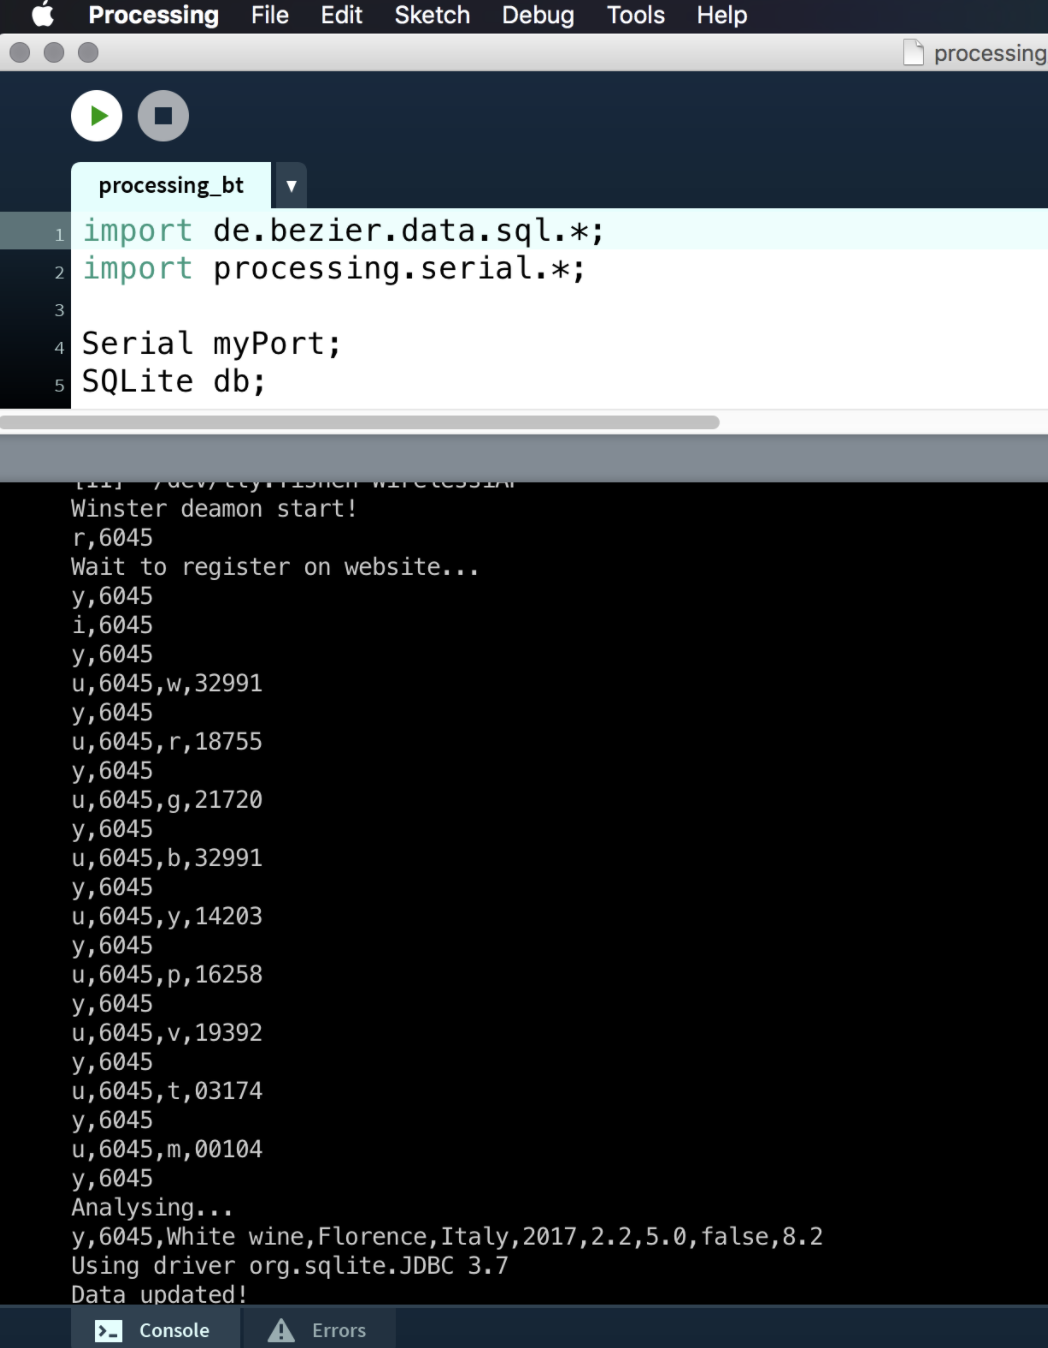 Processing File Edit Sketch Debug Tools Help
processing
processing_bt
1 import de.bezier.data.sql.*;
2 import processing.serial.*;
3
4 Serial myPort;
5 SQLite db;
Winster deamon start!
r,6045
Wait to register on website...
y,6045
i,6045
y,6045
u,6045,w,32991
y,6045
u,6045,r,18755
y,6045
u,6045,g,21720
y,6045
u,6045,b,32991
y,6045
u,6045,y,14203
y,6045
u,6045,p,16258
y,6045
u,6045,v,19392
y,6045
u,6045,t,03174
y,6045
u,6045,m,00104
y,6045
Analysing...
y,6045,White wine,Florence,Italy,2017,2.2,5.0,false,8.2
Using driver org.sqlite.JDBC 3.7
Data updated!
Console Errors